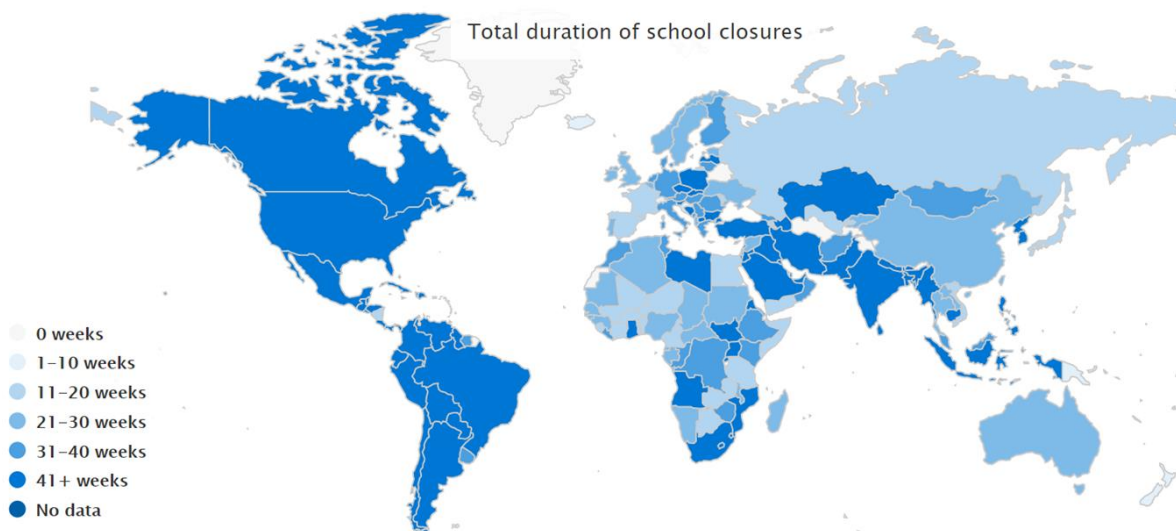 Total duration of school closures
0 weeks
1–10 weeks
11–20 weeks
21–30 weeks
31–40 weeks
41+ weeks
No data